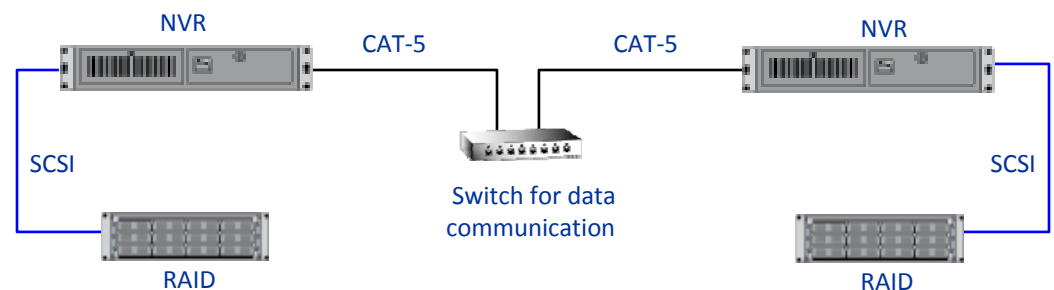 NVR
CAT-5
CAT-5
NVR
SCSI
SCSI
Switch for data
communication
RAID
RAID